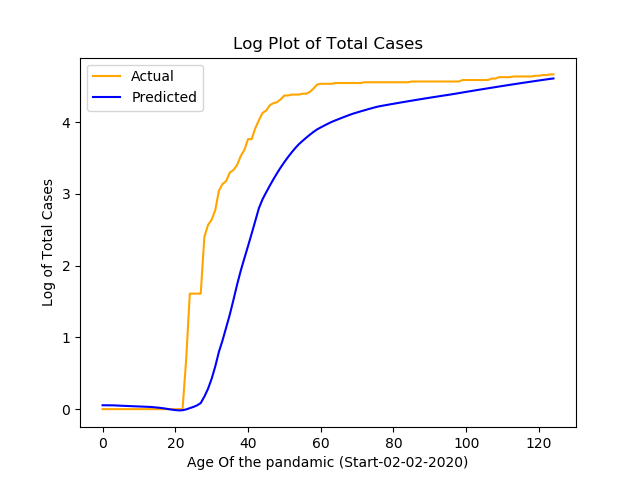 Log Plot of Total Cases
Actual
Predicted
4
3
2
1
0
Log of Total Cases
0 20 40 60 80 100 120
Age Of the pandamic (Start-02-02-2020)